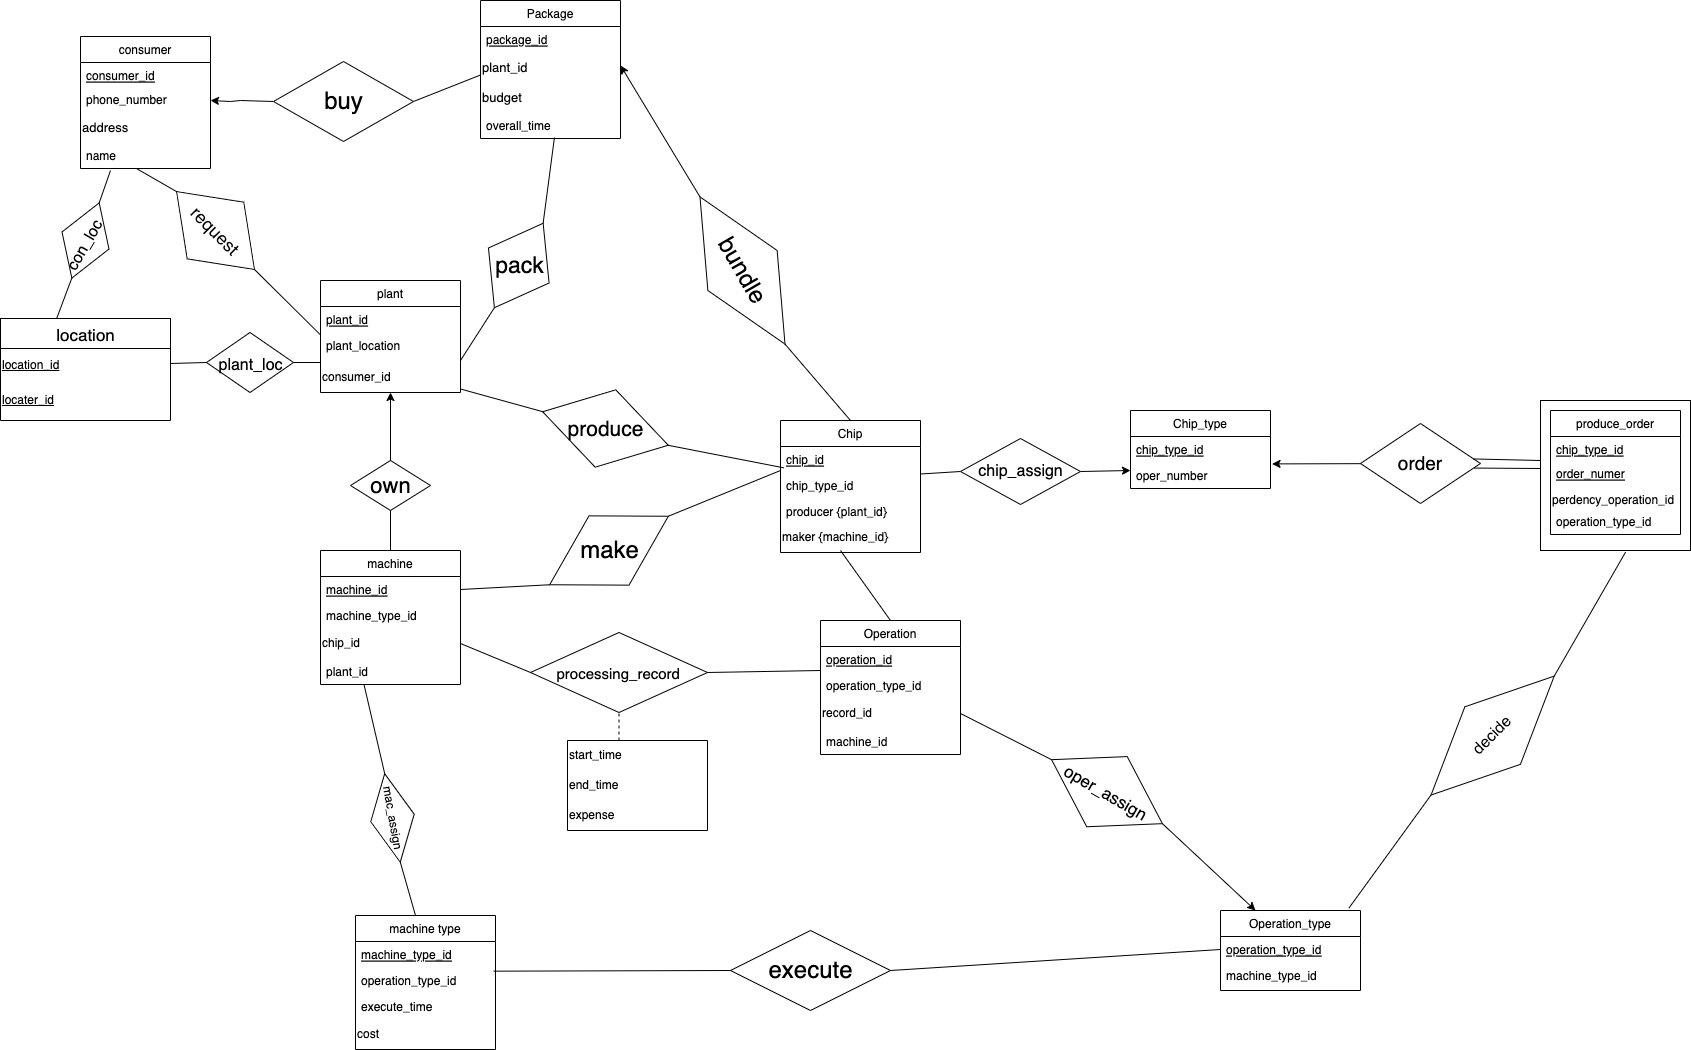 Package
package_id
plant_id
budget
overall_time
consumer
consumer_id
phone_number
address
name
buy
con_loc
request
pack
bundle
location
location_id
locater_id
plant_loc
plant
plant_id
plant_location
consumer_id
produce
own
make
Chip
chip_id
chip_type_id
producer {plant_id}
maker {machine_id}
chip_assign
Chip_type
chip_type_id
oper_number
order
produce_order
chip_type_id
order_numer
perdency_operation_id
operation_type_id
machine
machine_id
machine_type_id
chip_id
plant_id
processing_record
start_time
end_time
expense
Operation
operation_id
operation_type_id
record_id
machine_id
oper_assign
decide
mac_assign
machine type
machine_type_id
operation_type_id
execute_time
cost
execute
Operation_type
operation_type_id
machine_type_id